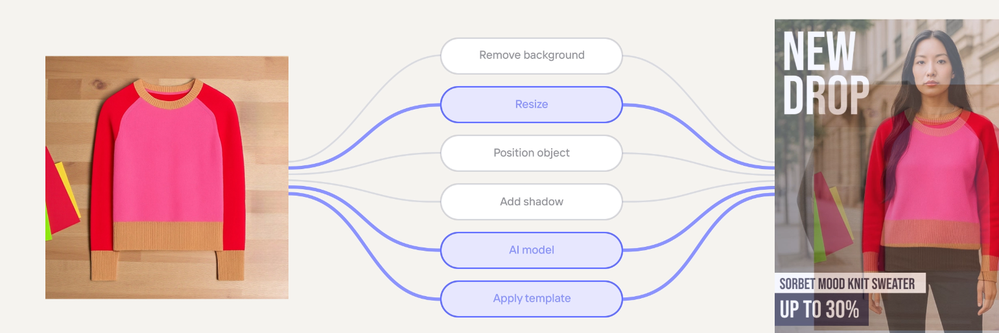 Remove background
Resize
Position object
Add shadow
AI model
Apply template
NEW
DROP
SORBET MOOD KNIT SWEATER
UP TO 30%